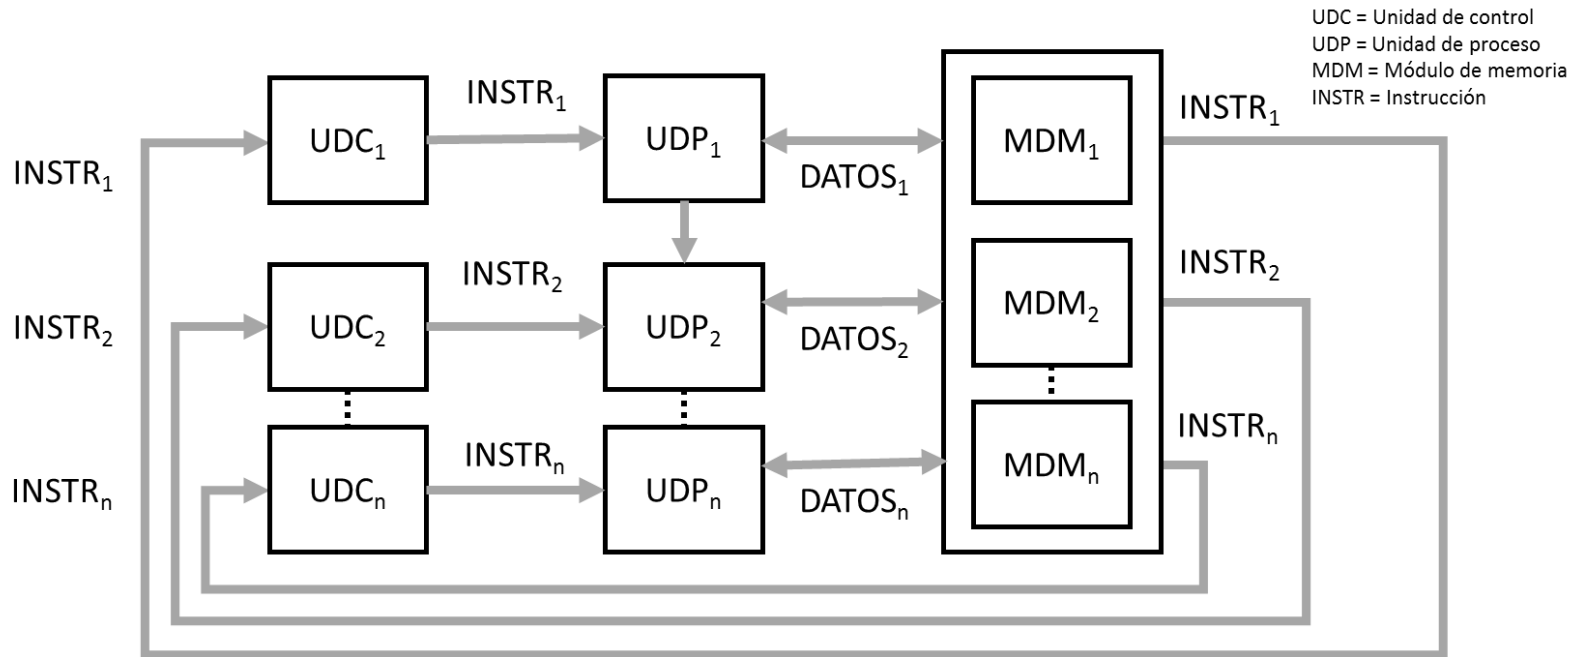 UDC = Unidad de control
UDP = Unidad de proceso
MDM = Módulo de memoria
INSTR = Instrucción
INSTR₁
UDC₁
INSTR₁
UDP₁
DATOS₁
MDM₁
INSTR₁
INSTR₂
UDC₂
INSTR₂
UDP₂
DATOS₂
MDM₂
INSTR₂
INSTRₙ
UDCₙ
INSTRₙ
UDPₙ
DATOSₙ
MDMₙ
INSTRₙ